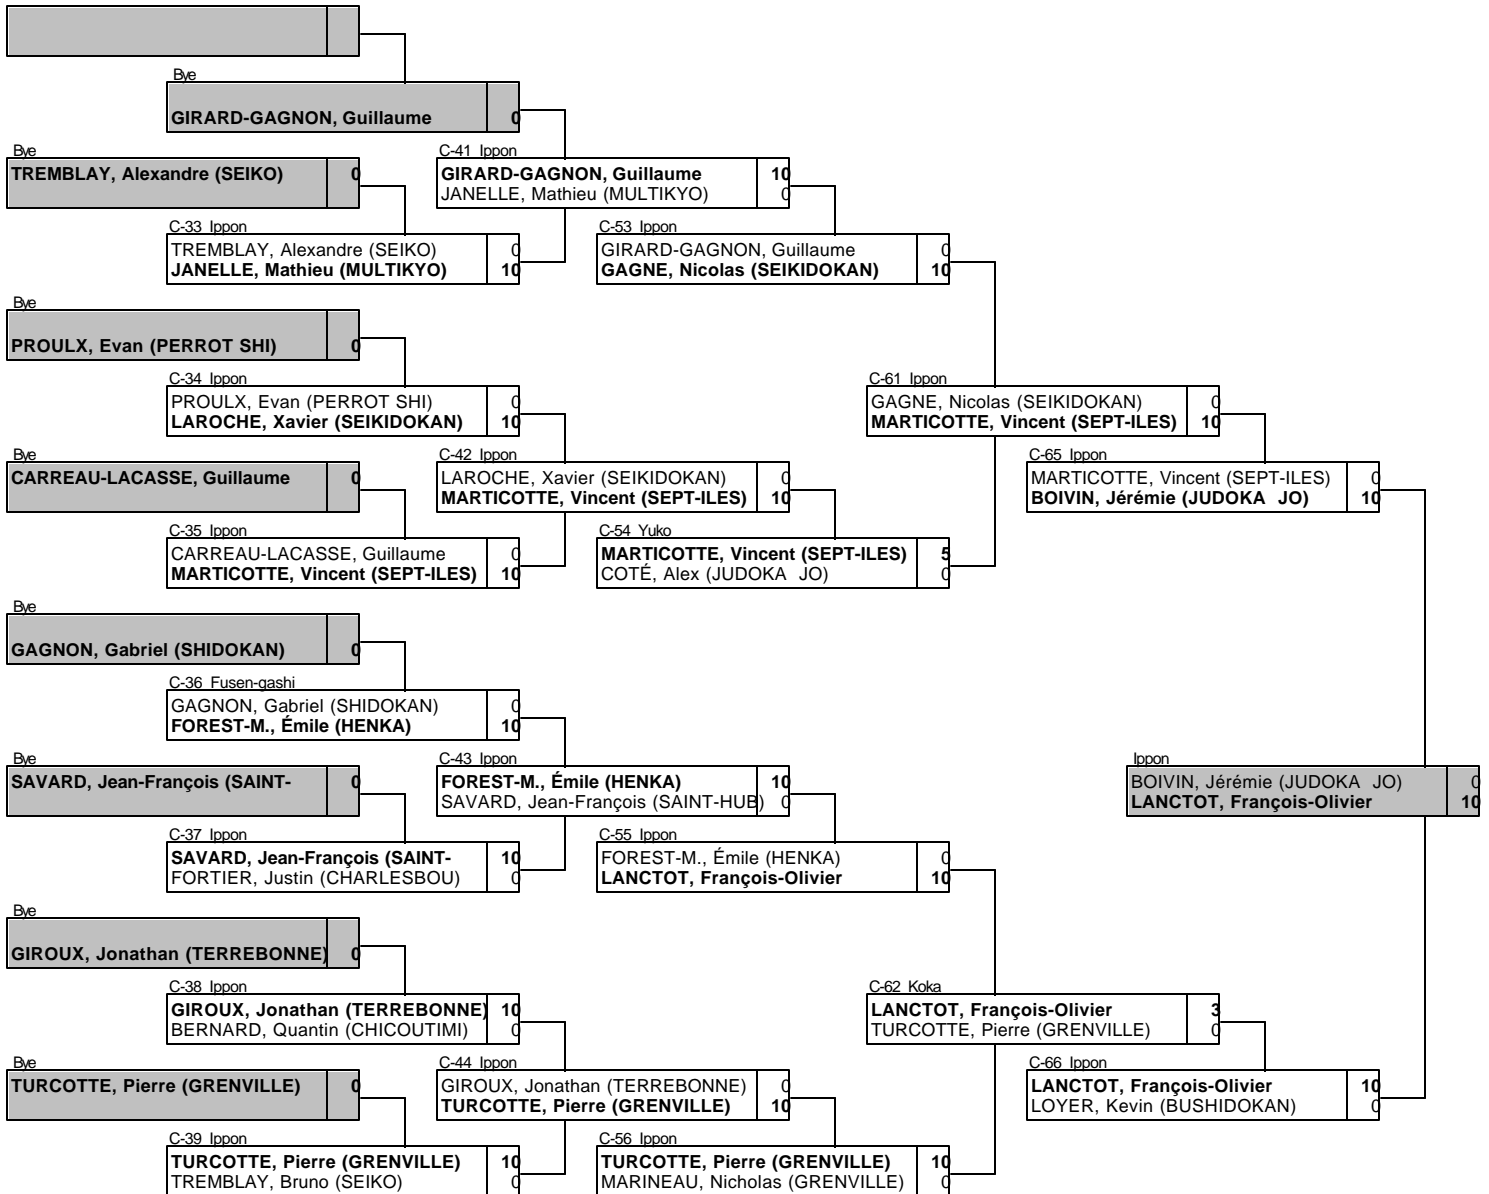 Bye
GIRARD-GAGNON, Guillaume 0
Bye
TREMBLAY, Alexandre (SEIKO) 0
C-41 Ippon
GIRARD-GAGNON, Guillaume 10
JANELLE, Mathieu (MULTIKYO) 0
C-33 Ippon
TREMBLAY, Alexandre (SEIKO) 0
JANELLE, Mathieu (MULTIKYO) 10
C-53 Ippon
GIRARD-GAGNON, Guillaume 0
GAGNE, Nicolas (SEIKIDOKAN) 10
Bye
PROULX, Evan (PERROT SHI) 0
C-34 Ippon
PROULX, Evan (PERROT SHI) 0
LAROCHE, Xavier (SEIKIDOKAN) 10
C-61 Ippon
GAGNE, Nicolas (SEIKIDOKAN) 0
MARTICOTTE, Vincent (SEPT-ILES) 10
Bye
CARREAU-LACASSE, Guillaume 0
C-42 Ippon
LAROCHE, Xavier (SEIKIDOKAN) 0
MARTICOTTE, Vincent (SEPT-ILES) 10
C-65 Ippon
MARTICOTTE, Vincent (SEPT-ILES) 0
BOIVIN, Jérémie (JUDOKA JO) 10
C-35 Ippon
CARREAU-LACASSE, Guillaume 0
MARTICOTTE, Vincent (SEPT-ILES) 10
C-54 Yuko
MARTICOTTE, Vincent (SEPT-ILES) 5
COTÉ, Alex (JUDOKA JO) 0
Bye
GAGNON, Gabriel (SHIDOKAN) 0
C-36 Fusen-gashi
GAGNON, Gabriel (SHIDOKAN) 0
FOREST-M., Émile (HENKA) 10
Bye
SAVARD, Jean-François (SAINT- 0
C-43 Ippon
FOREST-M., Émile (HENKA) 10
SAVARD, Jean-François (SAINT-HUB) 0
Ippon
BOIVIN, Jérémie (JUDOKA JO) 0
LANCTOT, François-Olivier 10
C-37 Ippon
SAVARD, Jean-François (SAINT- 10
FORTIER, Justin (CHARLESBOU) 0
C-55 Ippon
FOREST-M., Émile (HENKA) 0
LANCTOT, François-Olivier 10
Bye
GIROUX, Jonathan (TERREBONNE) 0
C-38 Ippon
GIROUX, Jonathan (TERREBONNE) 10
BERNARD, Quantin (CHICOUTIMI) 0
C-62 Koka
LANCTOT, François-Olivier 3
TURCOTTE, Pierre (GRENVILLE) 0
Bye
TURCOTTE, Pierre (GRENVILLE) 0
C-44 Ippon
GIROUX, Jonathan (TERREBONNE) 0
TURCOTTE, Pierre (GRENVILLE) 10
C-66 Ippon
LANCTOT, François-Olivier 10
LOYER, Kevin (BUSHIDOKAN) 0
C-39 Ippon
TURCOTTE, Pierre (GRENVILLE) 10
TREMBLAY, Bruno (SEIKO) 0
C-56 Ippon
TURCOTTE, Pierre (GRENVILLE) 10
MARINEAU, Nicholas (GRENVILLE) 0